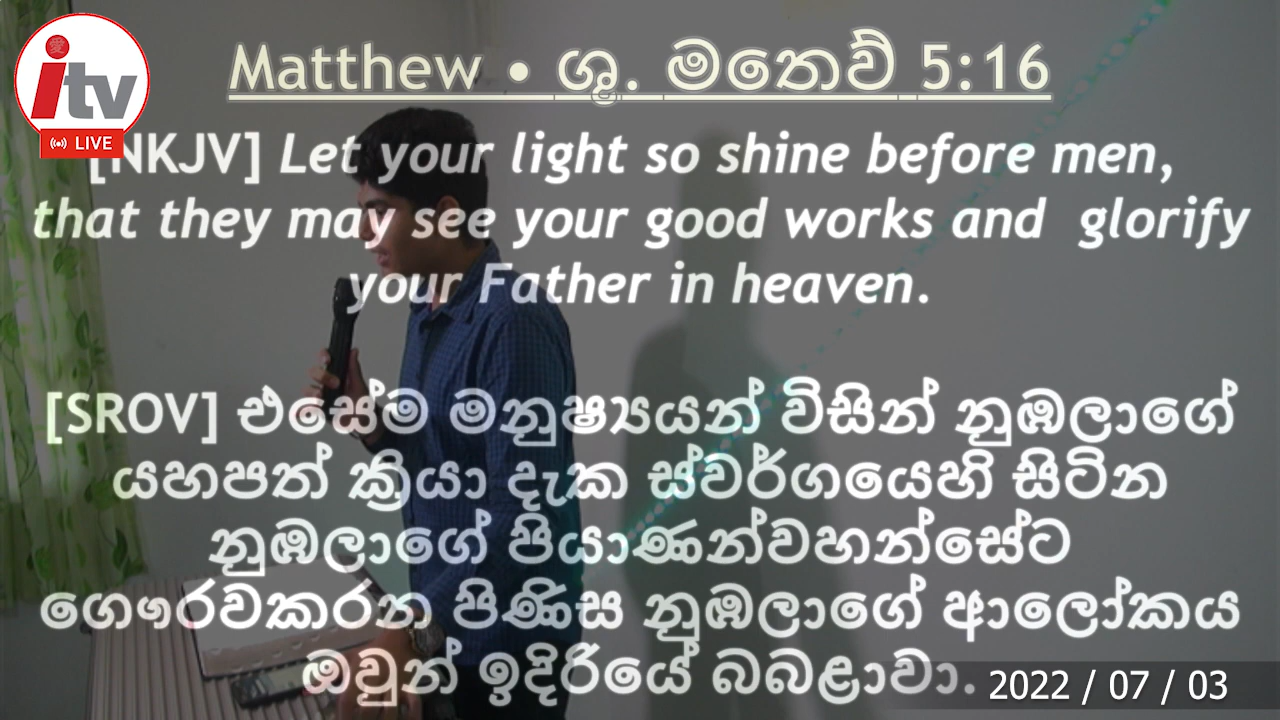 愛
itv
LIVE
Matthew • ශු. මතෙව් 5:16
[NKJV] Let your light so shine before men,
that they may see your good works and glorify
your Father in heaven.
[SROV] එසේම මනුෂ්‍යයන් විසින් නුඹලාගේ
යහපත් ක්‍රියා දැක ස්වර්ගයෙහි සිටින
නුඹලාගේ පියාණන්වහන්සේට
ගෞරවකරන පිණිස නුඹලාගේ ආලෝකය
ඔවුන් ඉදිරියේ බබළාවා.
2022 / 07 / 03